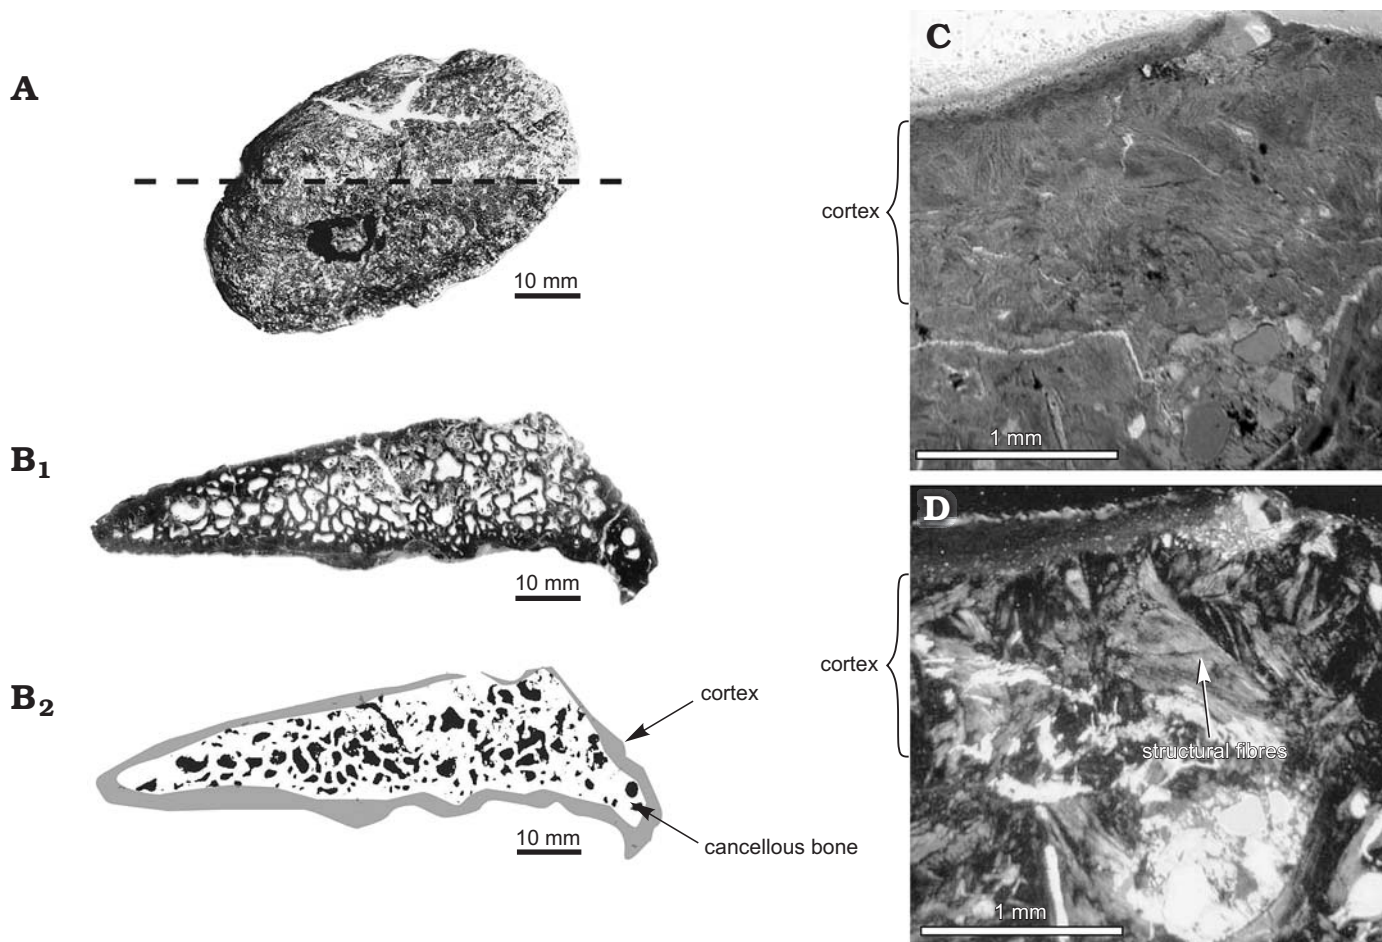 A
10 mm
B1
10 mm
B2
cortex
cancellous bone
10 mm
C
cortex
1 mm
D
cortex
structural fibres
1 mm